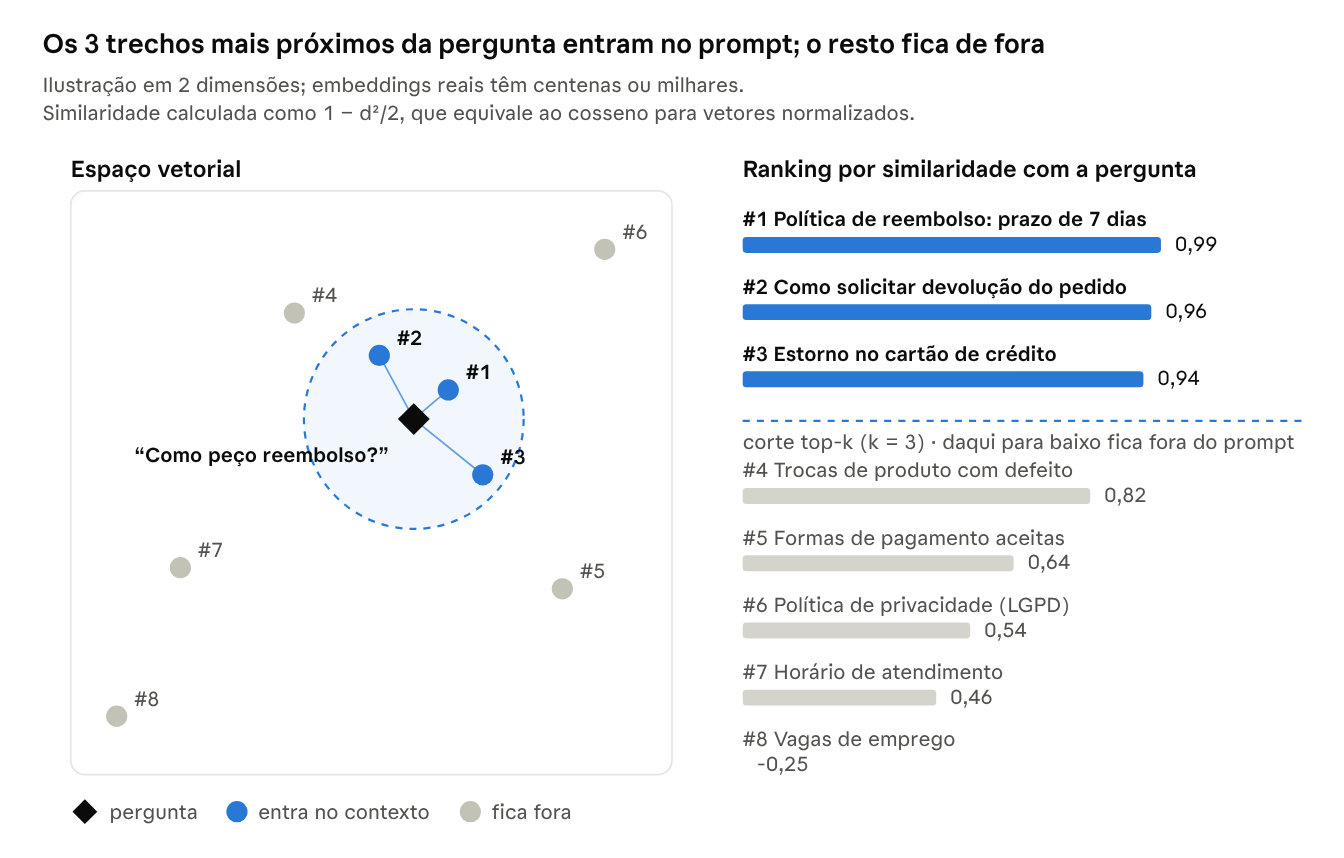 Os 3 trechos mais próximos da pergunta entram no prompt; o resto fica de fora
Ilustração em 2 dimensões; embeddings reais têm centenas ou milhares.
Similaridade calculada como 1 − d²/2, que equivale ao cosseno para vetores normalizados.
Espaço vetorial
#6
#4
#2
#1
“Como peço reembolso?”
#3
#7
#5
#8
pergunta
entra no contexto
fica fora
Ranking por similaridade com a pergunta
#1 Política de reembolso: prazo de 7 dias
0,99
#2 Como solicitar devolução do pedido
0,96
#3 Estorno no cartão de crédito
0,94
corte top-k (k = 3) · daqui para baixo fica fora do prompt
#4 Trocas de produto com defeito
0,82
#5 Formas de pagamento aceitas
0,64
#6 Política de privacidade (LGPD)
0,54
#7 Horário de atendimento
0,46
#8 Vagas de emprego
-0,25